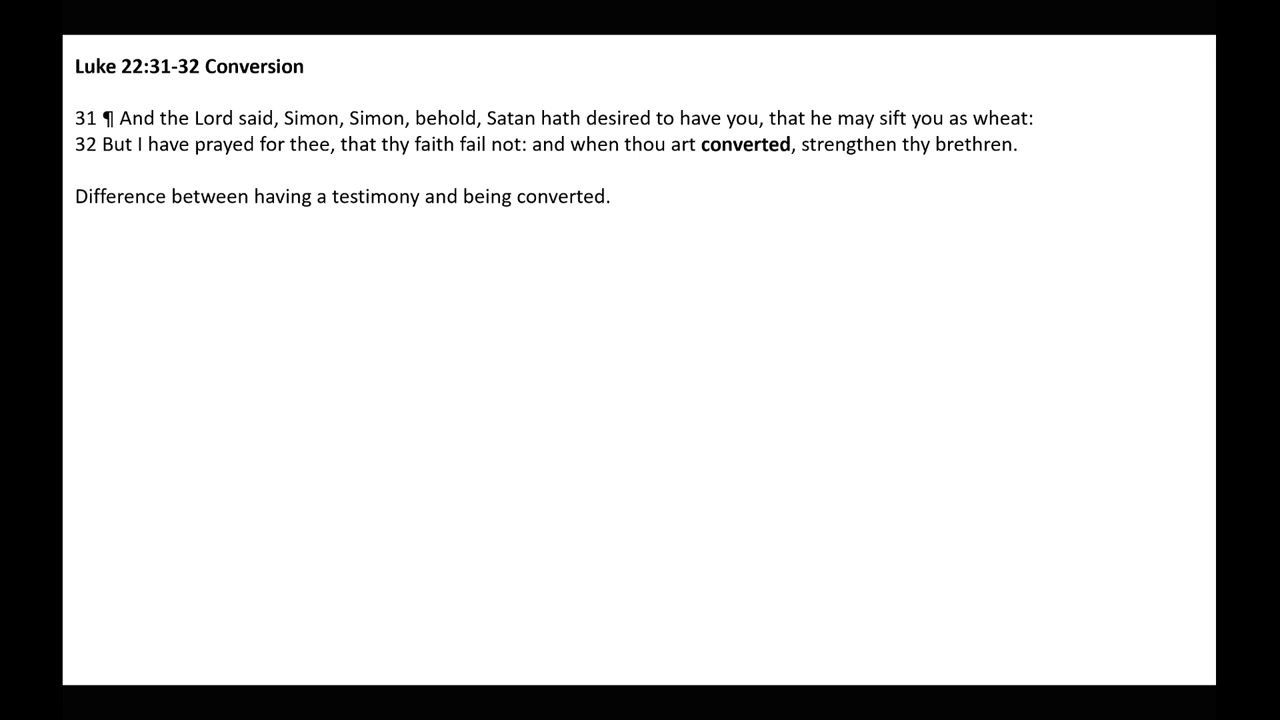 Luke 22:31-32 Conversion
31 ¶ And the Lord said, Simon, Simon, behold, Satan hath desired to have you, that he may sift you as wheat:
32 But I have prayed for thee, that thy faith fail not: and when thou art converted, strengthen thy brethren.
Difference between having a testimony and being converted.